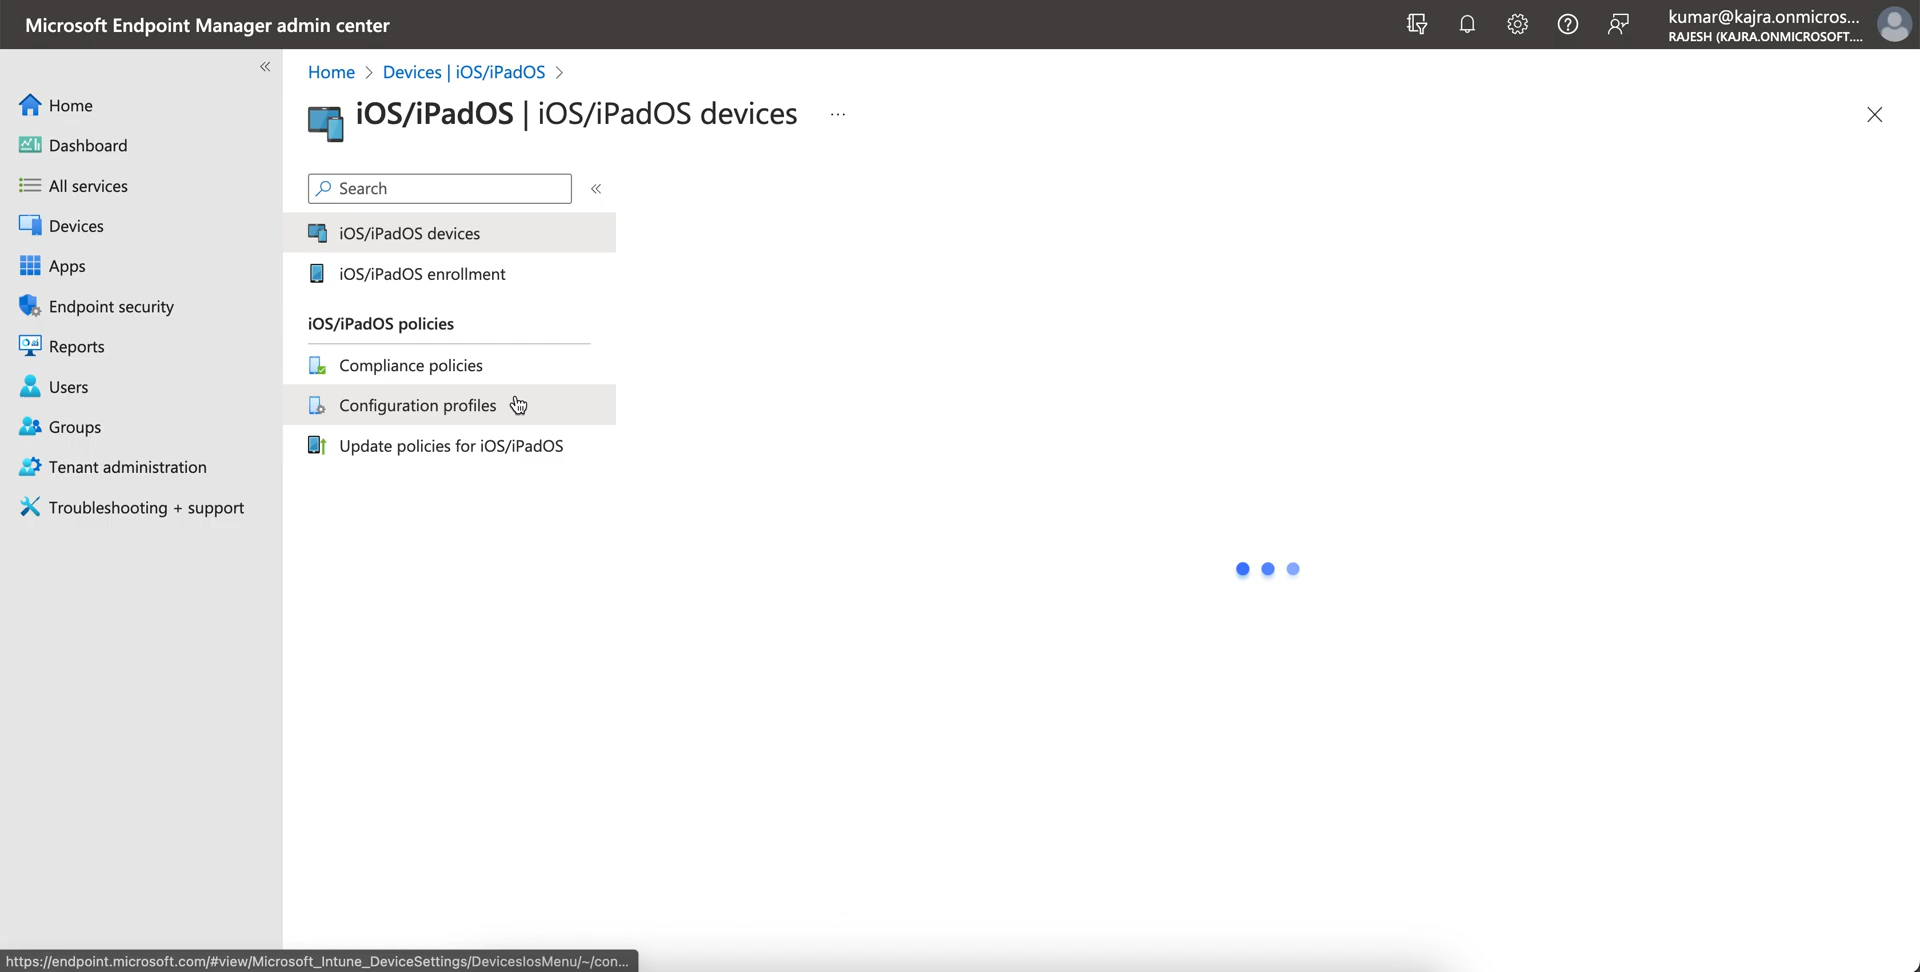 Microsoft Endpoint Manager admin center
kumar@kajra.onmicros...
RAJESH (KAJRA.ONMICROSOFT....
Home
Dashboard
All services
Devices
Apps
Endpoint security
Reports
Users
Groups
Tenant administration
Troubleshooting + support
Home > Devices | iOS/iPadOS >
iOS/iPadOS | iOS/iPadOS devices ...
Search
iOS/iPadOS devices
iOS/iPadOS enrollment
iOS/iPadOS policies
Compliance policies
Configuration profiles
Update policies for iOS/iPadOS
https://endpoint.microsoft.com/#view/Microsoft_Intune_DeviceSettings/DevicesIosMenu/~/con...